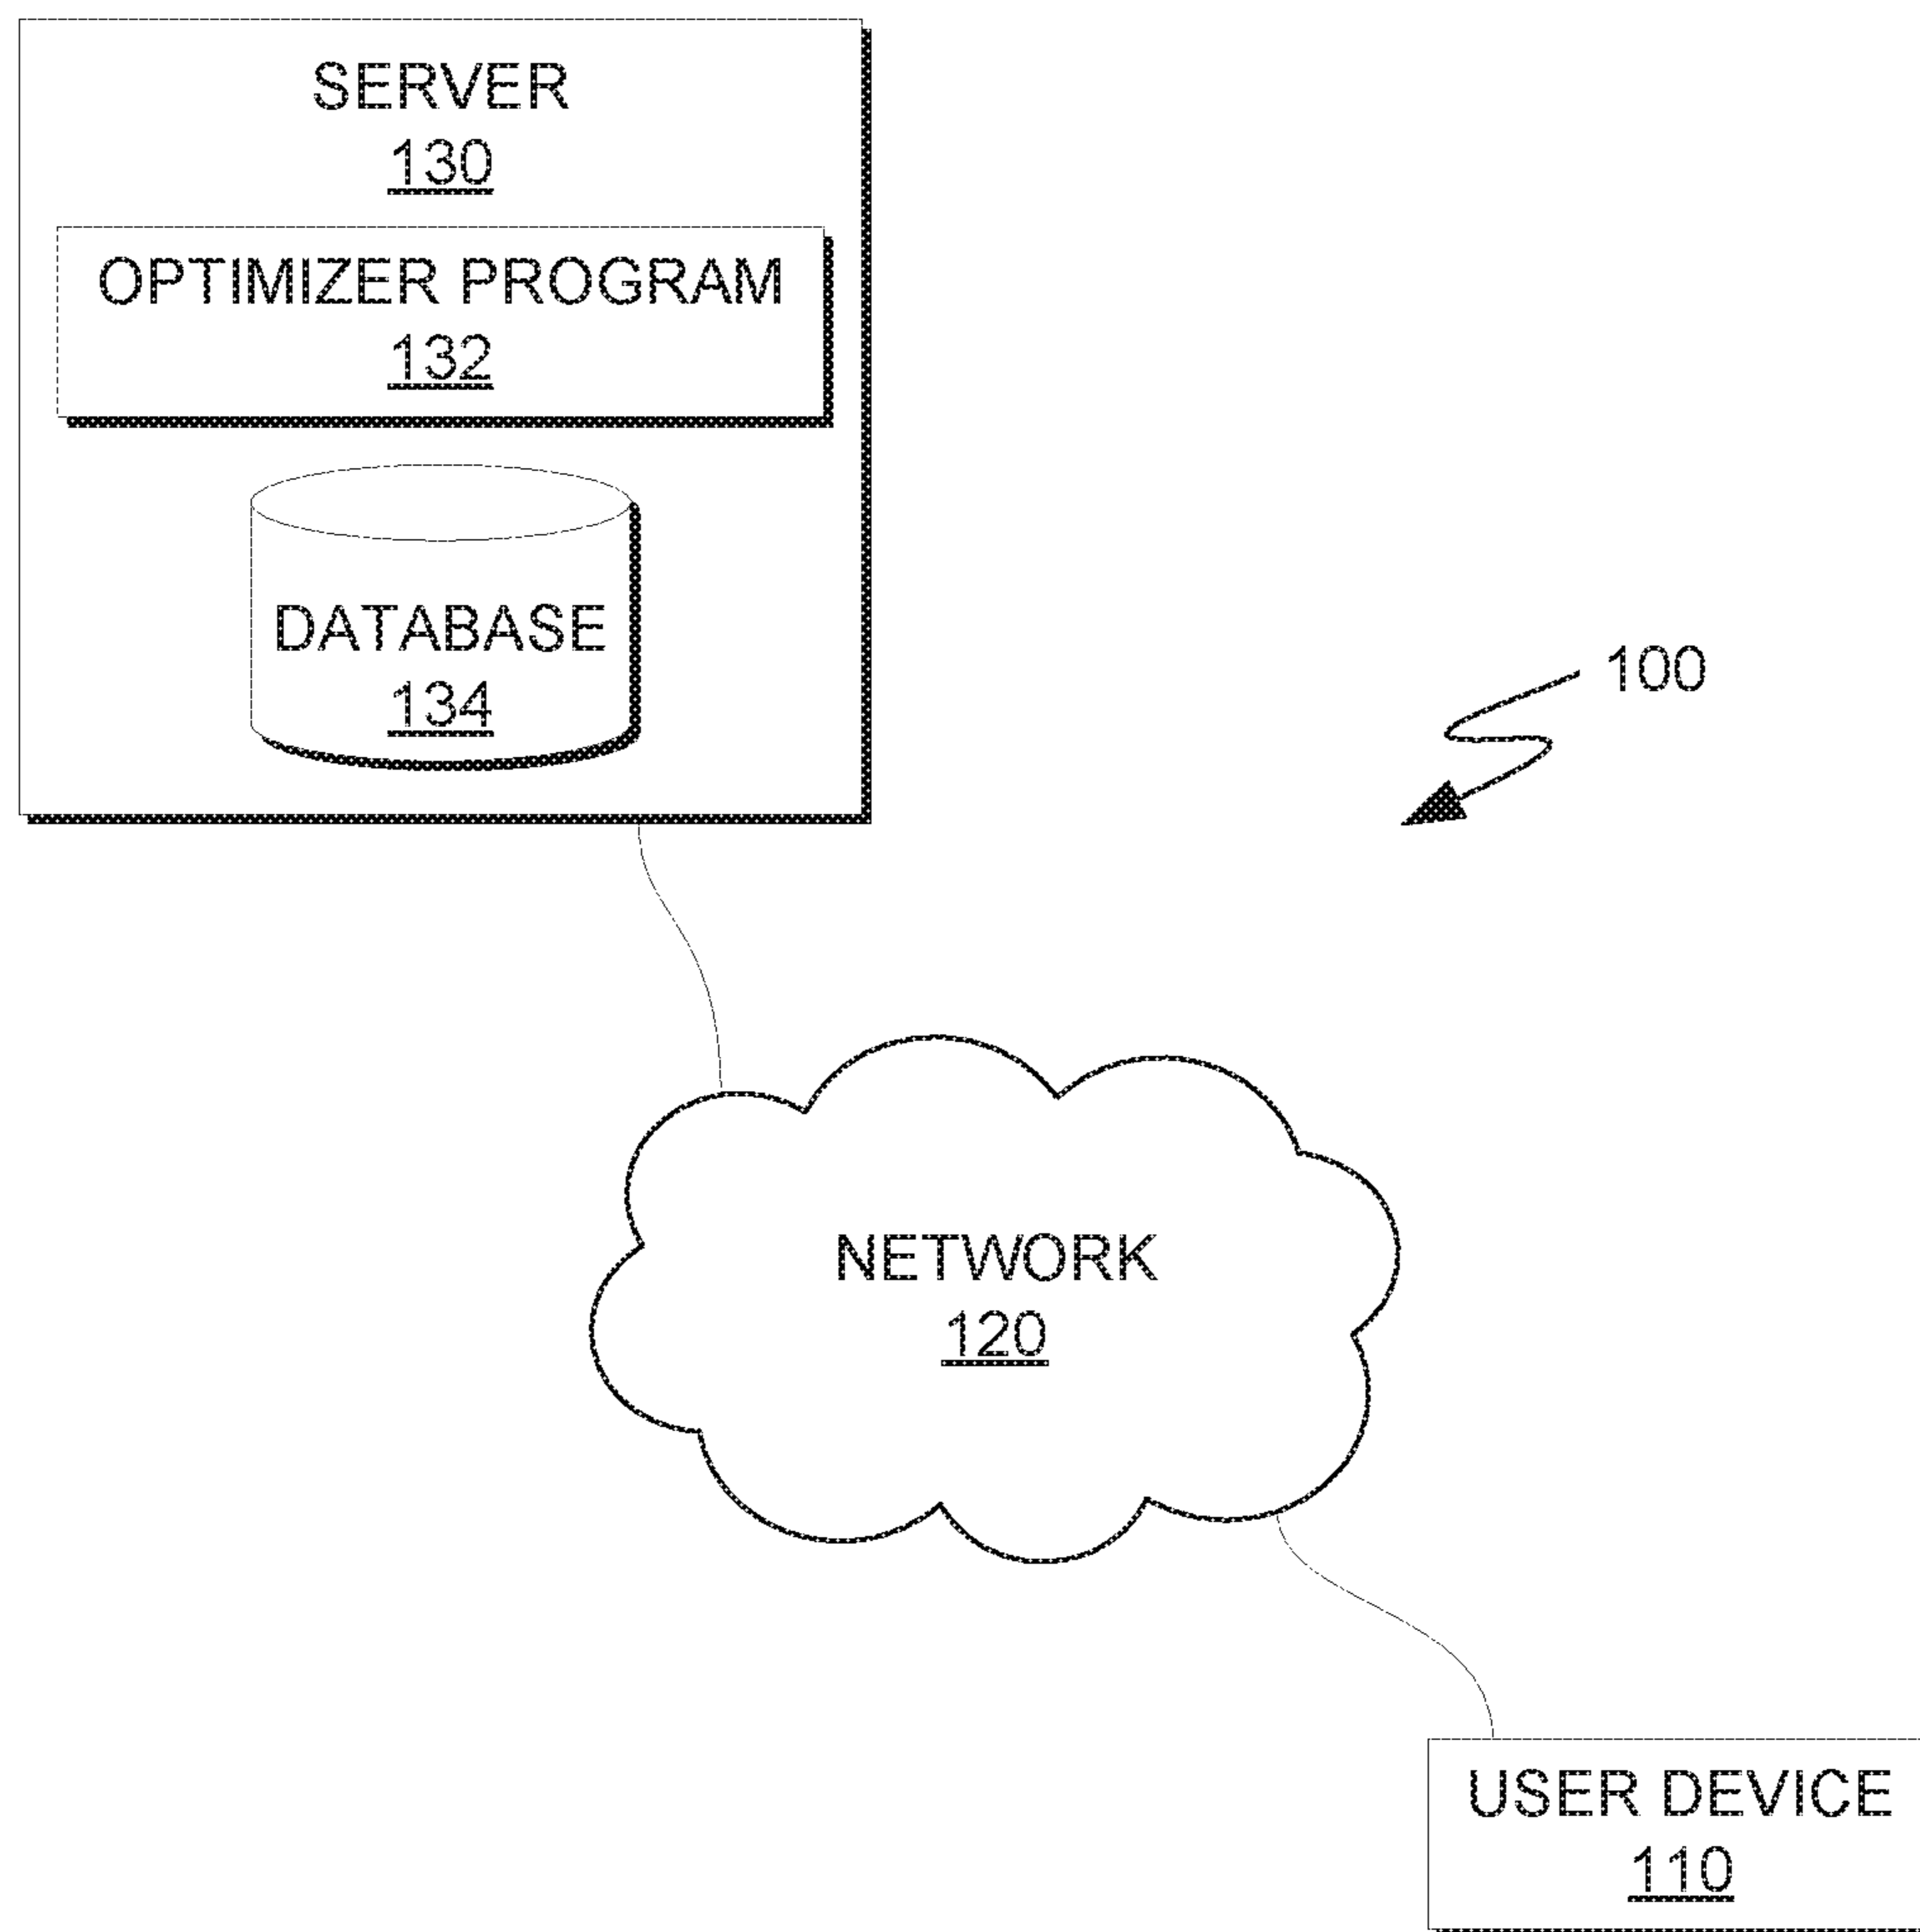 SERVER
130
OPTIMIZER PROGRAM
132
DATABASE
134
100
NETWORK
120
USER DEVICE
110